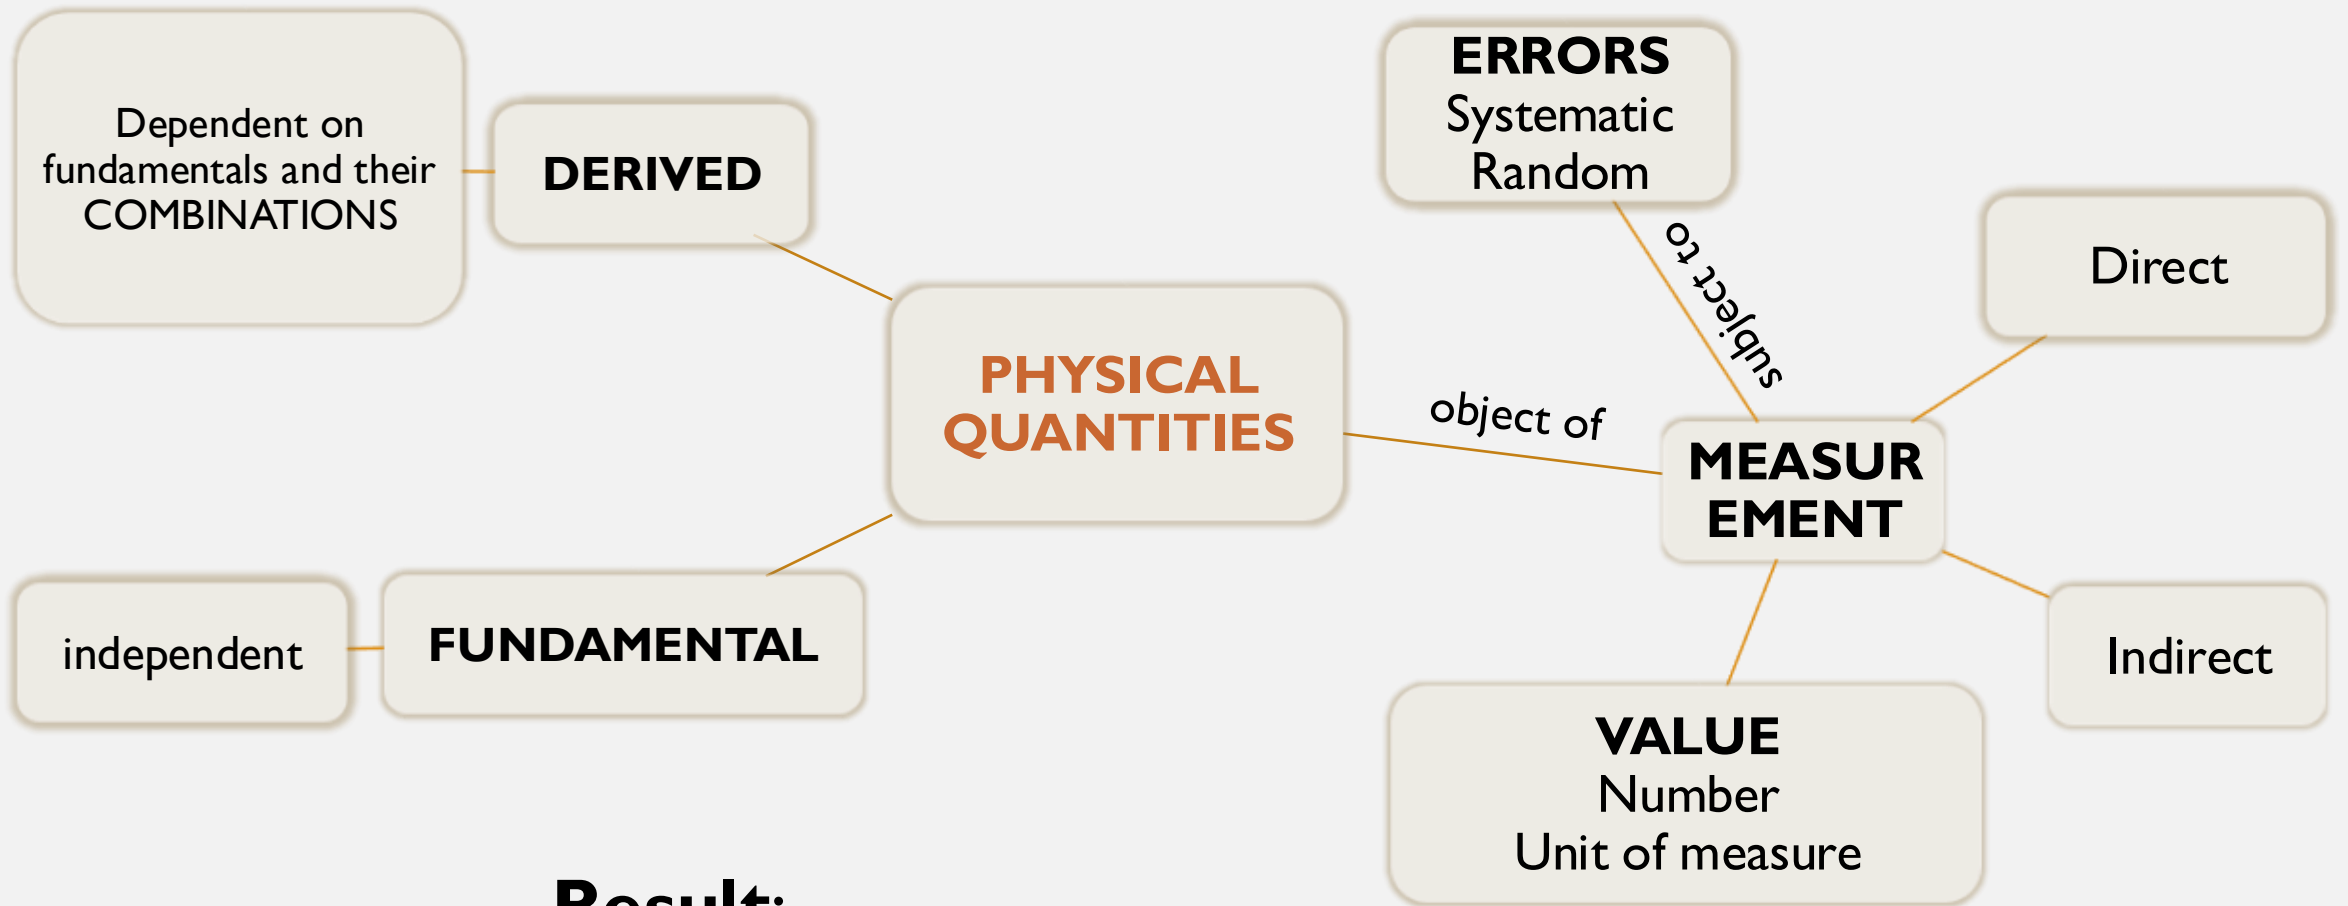 Dependent on
fundamentals and their
COMBINATIONS
DERIVED
PHYSICAL
QUANTITIES
independent
FUNDAMENTAL
object of
ERRORS
Systematic
Random
subject to
Direct
MEASUR
EMENT
Indirect
VALUE
Number
Unit of measure
Result: